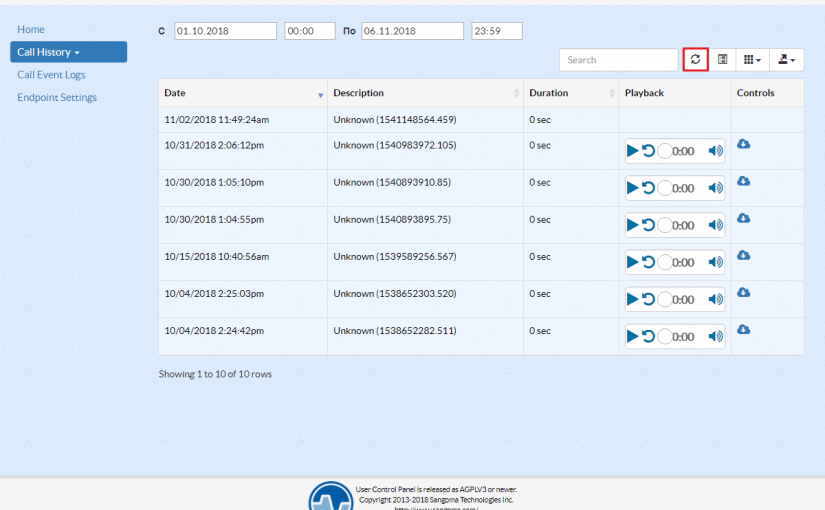 С 01.10.2018 00:00 По 06.11.2018 23:59
Home
Call History
Call Event Logs
Endpoint Settings
Search
Date Description Duration Playback Controls
11/02/2018 11:49:24am Unknown (1541148564.459) 0 sec
10/31/2018 2:06:12pm Unknown (1540983972.105) 0 sec 0:00
10/30/2018 1:05:10pm Unknown (1540893910.85) 0 sec 0:00
10/30/2018 1:04:55pm Unknown (1540893895.75) 0 sec 0:00
10/15/2018 10:40:56am Unknown (1539589256.567) 0 sec 0:00
10/04/2018 2:25:03pm Unknown (1538652303.520) 0 sec 0:00
10/04/2018 2:24:42pm Unknown (1538652282.511) 0 sec 0:00
Showing 1 to 10 of 10 rows
User Control Panel is released as AGPLV3 or newer.
Copyright 2013-2018 Sangoma Technologies Inc.
http://www.sangoma.com/